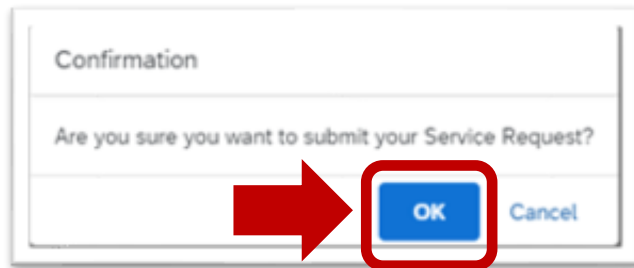 Confirmation
Are you sure you want to submit your Service Request?
OK Cancel